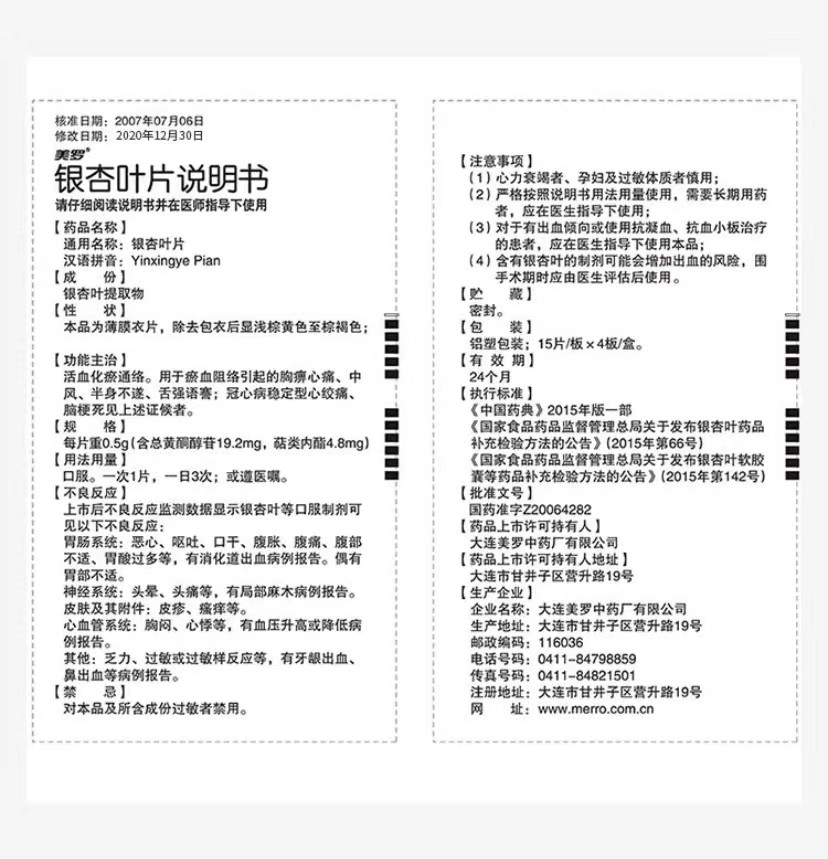 核准日期：2007年07月06日
修改日期：2020年12月30日
美罗®
银杏叶片说明书
请仔细阅读说明书并在医师指导下使用
【药品名称】
通用名称：银杏叶片
汉语拼音：Yinxingye Pian
【成 份】
银杏叶提取物
【性 状】
本品为薄膜衣片，除去包衣后显浅棕黄色至棕褐色；
【功能主治】
活血化瘀通络。用于瘀血阻络引起的胸痹心痛、中
风、半身不遂、舌强语謇；冠心病稳定型心绞痛、
脑梗死见上述证候者。
【规 格】
每片重0.5g（含总黄酮醇苷19.2mg，萜类内酯4.8mg）
【用法用量】
口服。一次1片，一日3次；或遵医嘱。
【不良反应】
上市后不良反应监测数据显示银杏叶等口服制剂可
见以下不良反应：
胃肠系统：恶心、呕吐、口干、腹胀、腹痛、腹部
不适、胃酸过多等，有消化道出血病例报告。偶有
胃部不适。
神经系统：头晕、头痛等，有局部麻木病例报告。
皮肤及其附件：皮疹、瘙痒等。
心血管系统：胸闷、心悸等，有血压升高或降低病
例报告。
其他：乏力、过敏或过敏样反应等，有牙龈出血、
鼻出血等病例报告。
【禁 忌】
对本品及所含成份过敏者禁用。
【注意事项】
（1）心力衰竭者、孕妇及过敏体质者慎用；
（2）严格按照说明书用法用量使用，需要长期用药
者，应在医生指导下使用；
（3）对于有出血倾向或使用抗凝血、抗血小板治疗
的患者，应在医生指导下使用本品；
（4）含有银杏叶的制剂可能会增加出血的风险，围
手术期时应由医生评估后使用。
【贮 藏】
密封。
【包 装】
铝塑包装；15片/板×4板/盒。
【有 效 期】
24个月
【执行标准】
《中国药典》2015年版一部
《国家食品药品监督管理总局关于发布银杏叶药品
补充检验方法的公告》（2015年第66号）
《国家食品药品监督管理总局关于发布银杏叶软胶
囊等药品补充检验方法的公告》（2015年第142号）
【批准文号】
国药准字Z20064282
【药品上市许可持有人】
大连美罗中药厂有限公司
【药品上市许可持有人地址】
大连市甘井子区营升路19号
【生产企业】
企业名称：大连美罗中药厂有限公司
生产地址：大连市甘井子区营升路19号
邮政编码：116036
电话号码：0411-84798859
传真号码：0411-84821501
注册地址：大连市甘井子区营升路19号
网 址：www.merro.com.cn